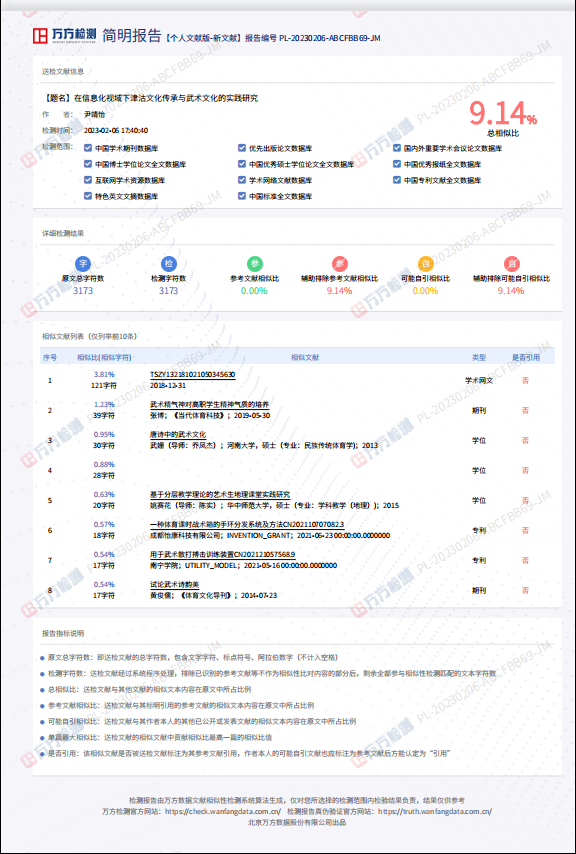 万方检测 简明报告【个人文献版-新文献】报告编号 PL-20230206-ABCFBB69-JM
送检文献信息
【题名】在信息化视域下津沽文化传承与武术文化的实践研究
作 者： 尹靖怡
检测时间： 2023-02-06 17:40:40
9.14%
总相似比
检测范围： 中国学术期刊数据库 优先出版论文数据库 国内外重要学术会议论文数据库
中国博士学位论文全文数据库 中国优秀硕士学位论文全文数据库 中国优秀报纸全文数据库
互联网学术资源数据库 学术网络文献数据库 中国专利文献全文数据库
特色英文文摘数据库 中国标准全文数据库
详细检测结果
字 检 参 参 自 自
原文总字符数 检测字符数 参考文献相似比 辅助排除参考文献相似比 可能自引相似比 辅助排除可能自引相似比
3173 3173 0.00% 9.14% 0.00% 9.14%
相似文献列表（仅列举前10条）
序号 相似比(相似字符) 相似文献 类型 是否引用
1 3.81% 121字符 TSZY132181021050345630 学术网文 否
2018-12-31
2 1.23% 39字符 武术精气神对高职学生精神气质的培养 期刊 否
张博；《当代体育科技》；2019-05-30
3 0.95% 30字符 唐诗中的武术文化 学位 否
武姗（导师：乔凤杰）；河南大学，硕士（专业：民族传统体育学）；2013
4 0.88% 28字符 学位 否
5 0.63% 20字符 基于分层教学理论的艺术生地理课堂实践研究 学位 否
姚赛花（导师：陈实）；华中师范大学，硕士（专业：学科教学（地理））；2015
6 0.57% 18字符 一种体育课时战术箱的手环分发系统及方法CN202110707082.3 专利 否
成都怡康科技有限公司；INVENTION_GRANT；2021-06-23 00:00:00.0000000
7 0.54% 17字符 用于武术散打搏击训练装置CN202121057568.9 专利 否
南宁学院；UTILITY_MODEL；2021-05-16 00:00:00.0000000
8 0.54% 17字符 试论武术诗韵美 期刊 否
黄俊儒；《体育文化导刊》；2014-07-23
报告指标说明
原文总字符数：即送检文献的总字符数，包含文字字符、标点符号、阿拉伯数字（不计入空格）
检测字符数：送检文献经过系统程序处理，排除已识别的参考文献等不作为相似性比对内容的部分后，剩余全部参与相似性检测匹配的文本字符数
总相似比：送检文献与其他文献的相似文本内容在原文中所占比例
参考文献相似比：送检文献与其标明引用的参考文献的相似文本内容在原文中所占比例
可能自引相似比：送检文献与其作者本人的其他已公开或发表文献的相似文本内容在原文中所占比例
单篇最大相似比：送检文献的相似文献中贡献相似比最高一篇的相似比值
是否引用：该相似文献是否被送检文献标注为其参考文献引用，作者本人的可能自引文献也应标注为参考文献后方能认定为“引用”
检测报告由万方数据文献相似性检测系统算法生成，仅对您所选择的检测范围内检验结果负责，结果仅供参考
万方检测官方网站：https://check.wanfangdata.com.cn/ 检测报告真伪验证官方网站：https://truth.wanfangdata.com.cn/
北京万方数据股份有限公司出品